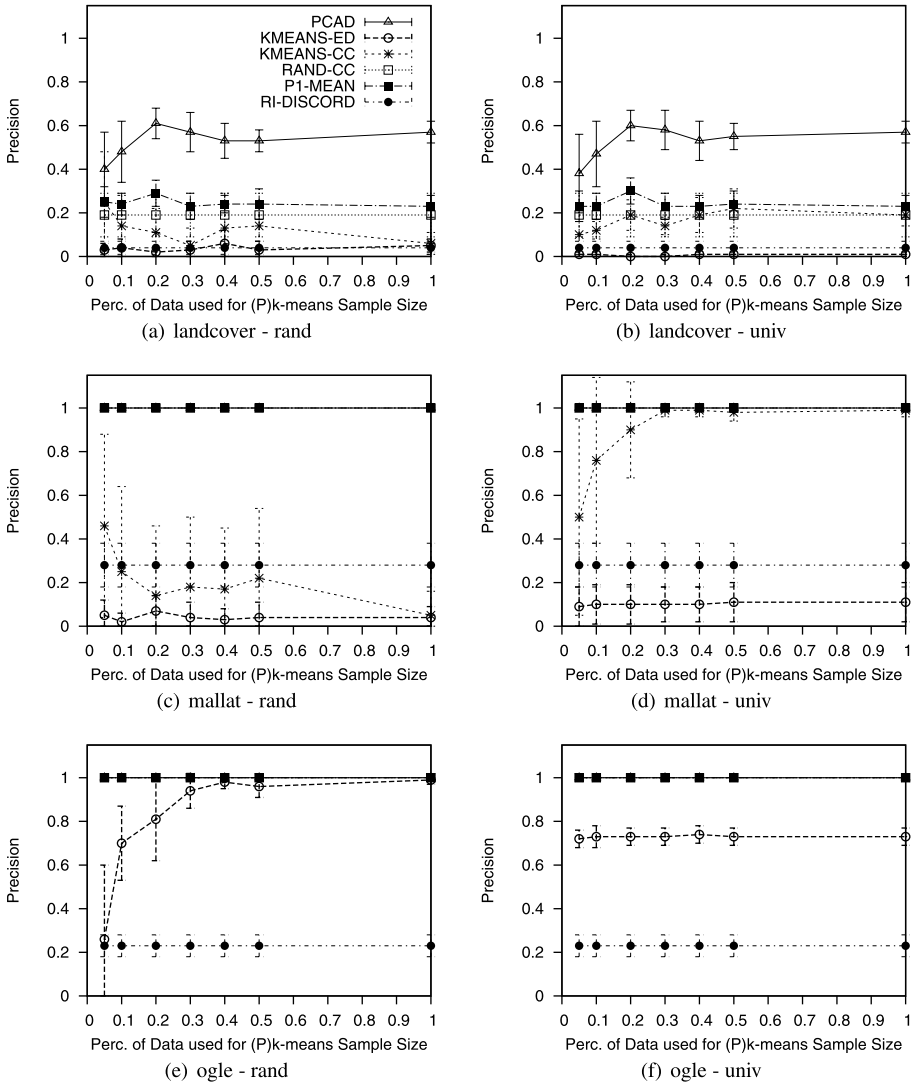 PCAD
KMEANS-ED
KMEANS-CC
RAND-CC
P1-MEAN
RI-DISCORD
Precision
1
0.8
0.6
0.4
0.2
0
0 0.1 0.2 0.3 0.4 0.5 0.6 0.7 0.8 0.9 1
Perc. of Data used for (P)k-means Sample Size
(a) landcover - rand
Precision
1
0.8
0.6
0.4
0.2
0
0 0.1 0.2 0.3 0.4 0.5 0.6 0.7 0.8 0.9 1
Perc. of Data used for (P)k-means Sample Size
(b) landcover - univ
Precision
1
0.8
0.6
0.4
0.2
0
0 0.1 0.2 0.3 0.4 0.5 0.6 0.7 0.8 0.9 1
Perc. of Data used for (P)k-means Sample Size
(c) mallat - rand
Precision
1
0.8
0.6
0.4
0.2
0
0 0.1 0.2 0.3 0.4 0.5 0.6 0.7 0.8 0.9 1
Perc. of Data used for (P)k-means Sample Size
(d) mallat - univ
Precision
1
0.8
0.6
0.4
0.2
0
0 0.1 0.2 0.3 0.4 0.5 0.6 0.7 0.8 0.9 1
Perc. of Data used for (P)k-means Sample Size
(e) ogle - rand
Precision
1
0.8
0.6
0.4
0.2
0
0 0.1 0.2 0.3 0.4 0.5 0.6 0.7 0.8 0.9 1
Perc. of Data used for (P)k-means Sample Size
(f) ogle - univ